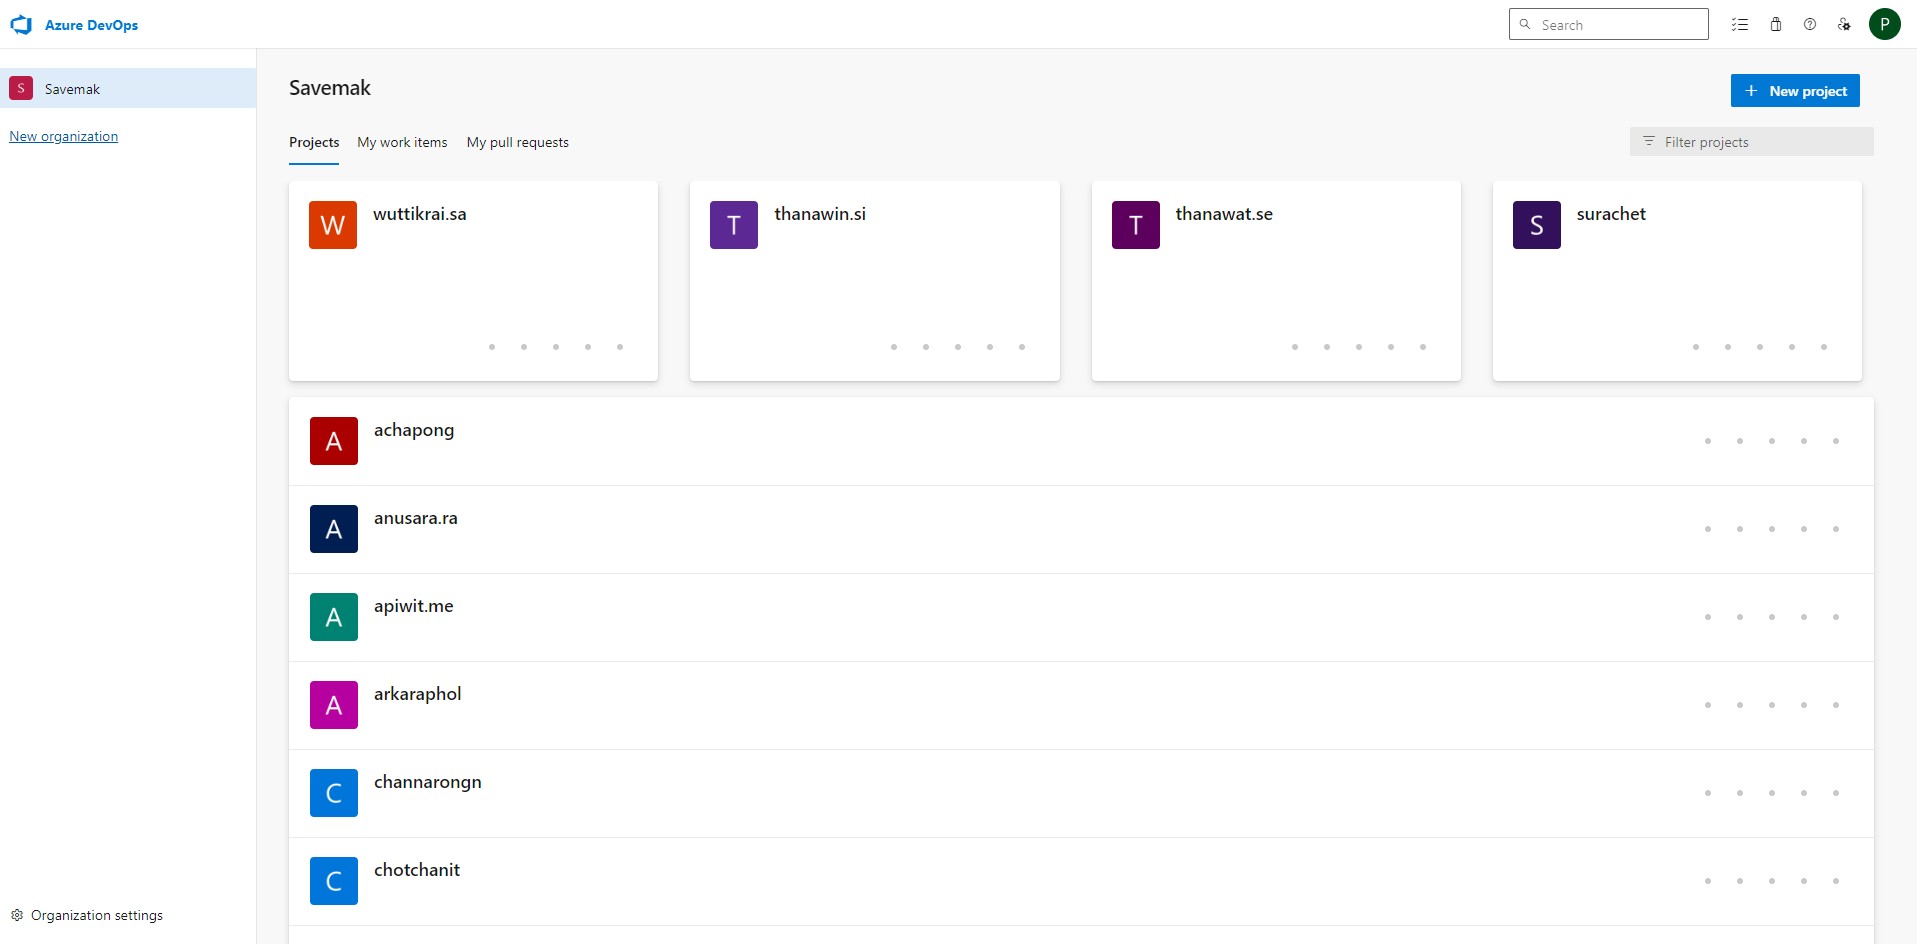 Azure DevOps
Search
P
S Savemak
New organization
Savemak
New project
Projects My work items My pull requests
Filter projects
W wuttikrai.sa
T thanawin.si
T thanawat.se
S surachet
A achapong
A anusara.ra
A apiwit.me
A arkaraphol
C channarongn
C chotchanit
Organization settings